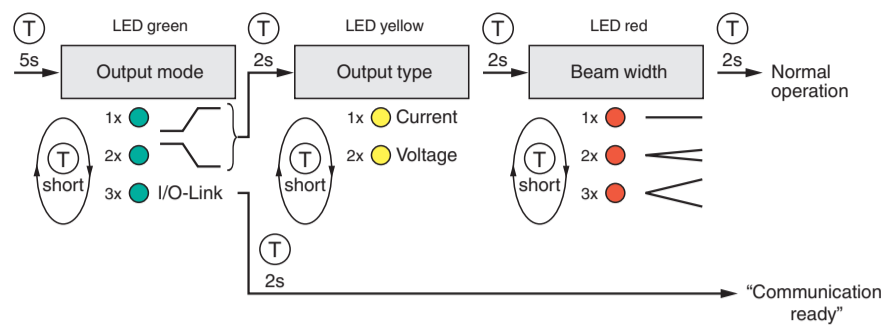 T
LED green
T
LED yellow
T
LED red
T
5s
Output mode
2s
Output type
2s
Beam width
2s
Normal
operation
1x
1x Current
1x
T
short
2x
T
short
2x Voltage
T
short
2x
3x I/O-Link
3x
T
2s
“Communication
ready”